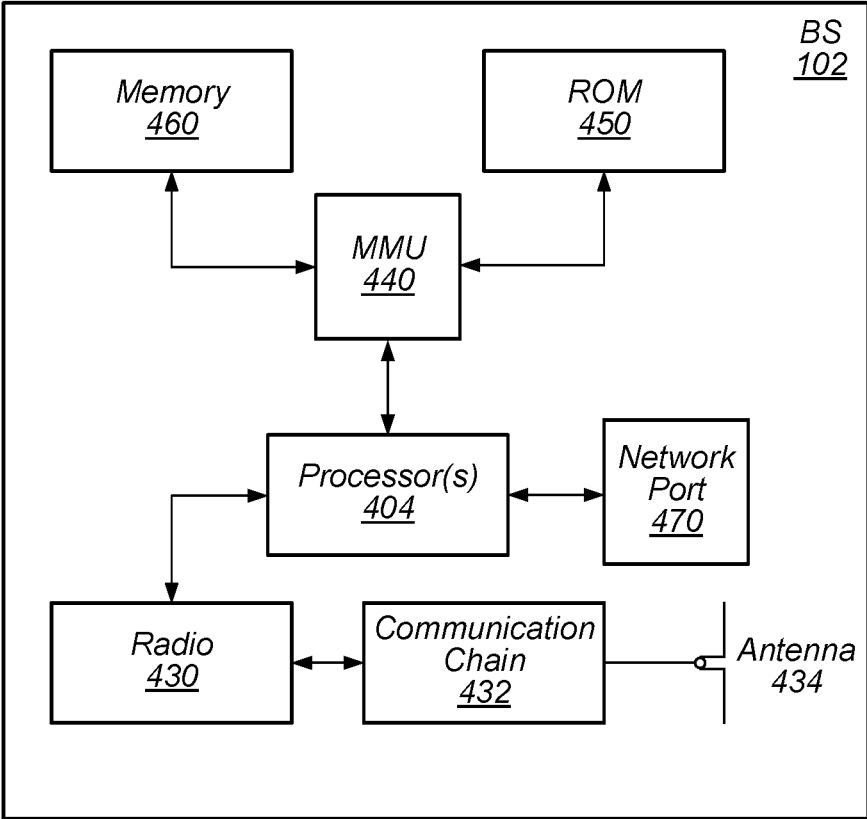 BS
102
Memory
460
ROM
450
MMU
440
Processor(s)
404
Network
Port
470
Radio
430
Communication
Chain
432
Antenna
434